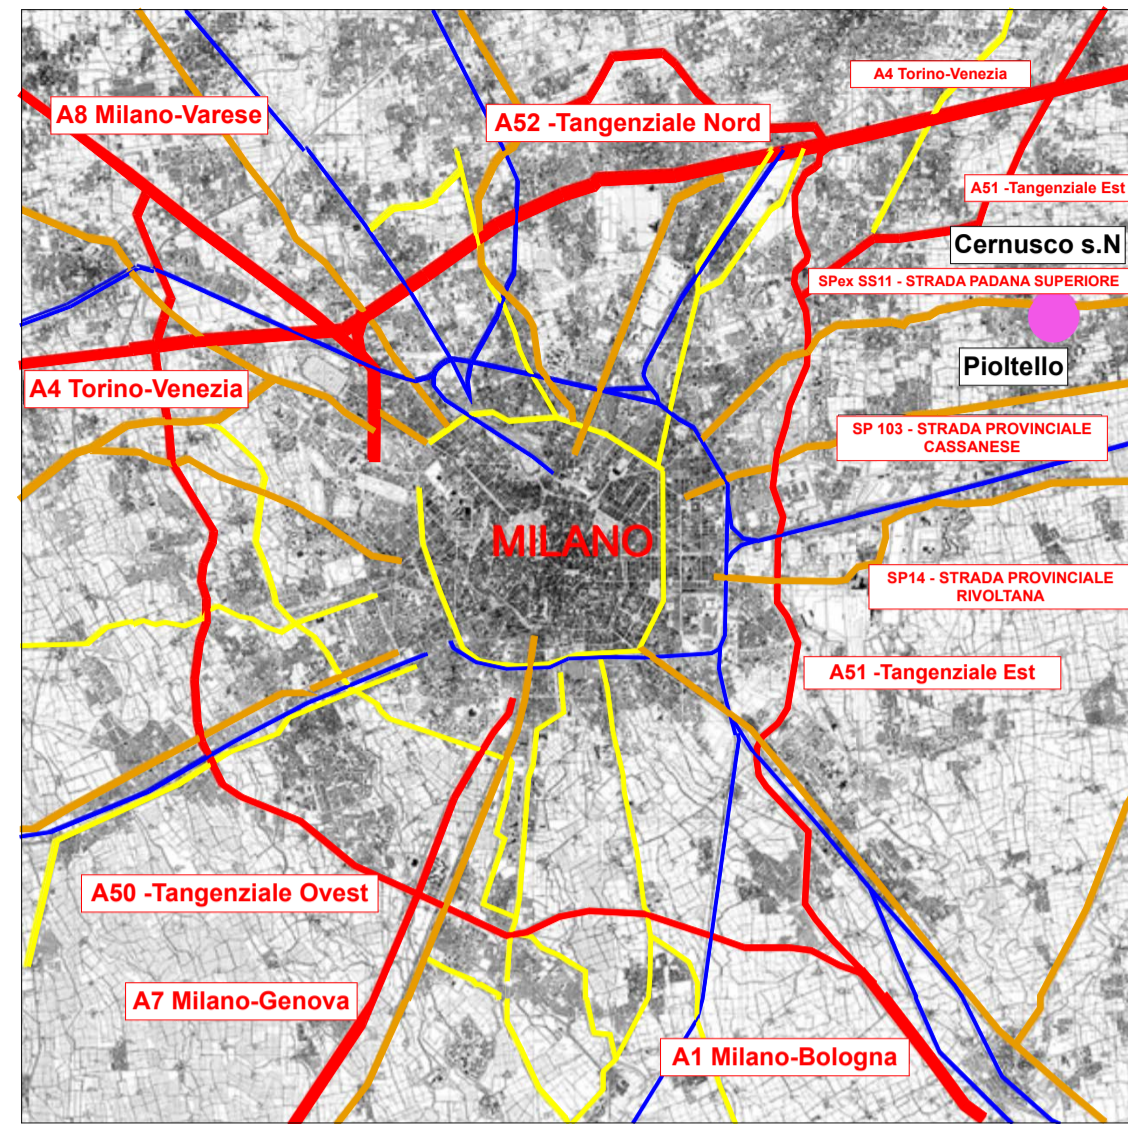 A4 Torino-Venezia
A8 Milano-Varese
A52 -Tangenziale Nord
A51 -Tangenziale Est
Cernusco s.N
SPex SS11 - STRADA PADANA SUPERIORE
Pioltello
A4 Torino-Venezia
SP 103 - STRADA PROVINCIALE
CASSANESE
MILANO
SP14 - STRADA PROVINCIALE
RIVOLTANA
A51 -Tangenziale Est
A50 -Tangenziale Ovest
A7 Milano-Genova
A1 Milano-Bologna